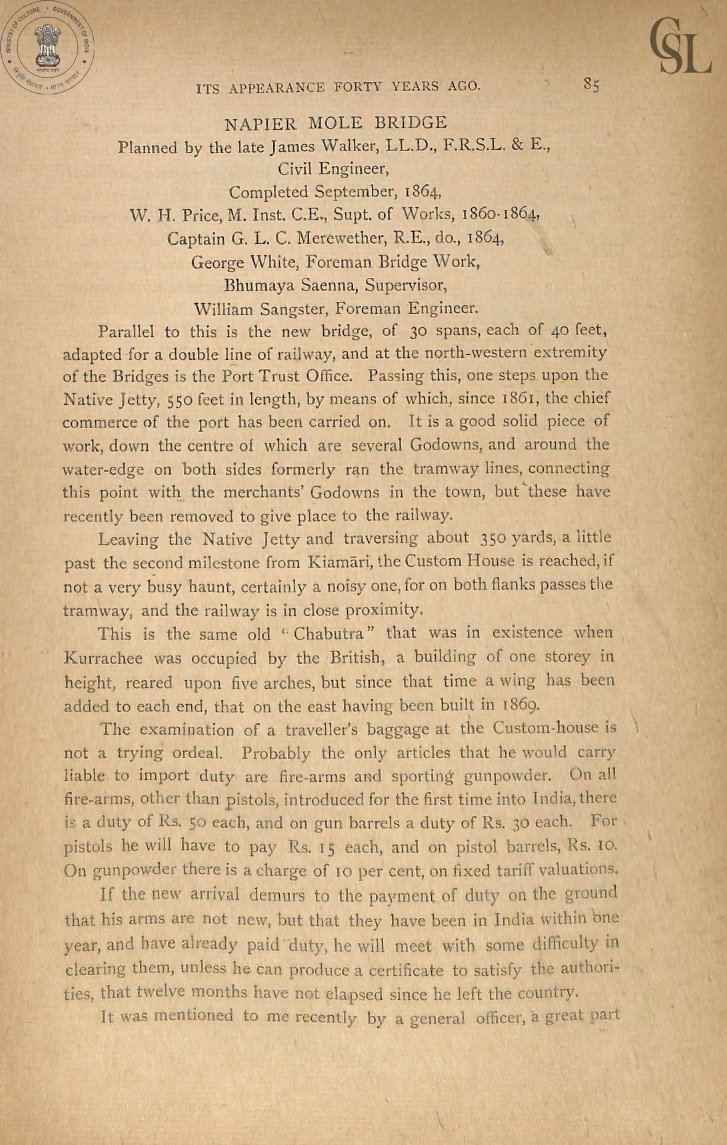 MINISTRY OF CULTURE · GOVERNMENT OF INDIA
GSL
ITS APPEARANCE FORTY YEARS AGO. 85
NAPIER MOLE BRIDGE
Planned by the late James Walker, LL.D., F.R.S.L. & E.,
Civil Engineer,
Completed September, 1864,
W. H. Price, M. Inst. C.E., Supt. of Works, 1860-1864,
Captain G. L. C. Merewether, R.E., do., 1864,
George White, Foreman Bridge Work,
Bhumaya Saenna, Supervisor,
William Sangster, Foreman Engineer.
Parallel to this is the new bridge, of 30 spans, each of 40 feet,
adapted for a double line of railway, and at the north-western extremity
of the Bridges is the Port Trust Office. Passing this, one steps upon the
Native Jetty, 550 feet in length, by means of which, since 1861, the chief
commerce of the port has been carried on. It is a good solid piece of
work, down the centre of which are several Godowns, and around the
water-edge on both sides formerly ran the tramway lines, connecting
this point with the merchants' Godowns in the town, but these have
recently been removed to give place to the railway.
Leaving the Native Jetty and traversing about 350 yards, a little
past the second milestone from Kiamāri, the Custom House is reached, if
not a very busy haunt, certainly a noisy one, for on both flanks passes the
tramway, and the railway is in close proximity.
This is the same old "Chabutra" that was in existence when
Kurrachee was occupied by the British, a building of one storey in
height, reared upon five arches, but since that time a wing has been
added to each end, that on the east having been built in 1869.
The examination of a traveller's baggage at the Custom-house is
not a trying ordeal. Probably the only articles that he would carry
liable to import duty are fire-arms and sporting gunpowder. On all
fire-arms, other than pistols, introduced for the first time into India, there
is a duty of Rs. 50 each, and on gun barrels a duty of Rs. 30 each. For
pistols he will have to pay Rs. 15 each, and on pistol barrels, Rs. 10.
On gunpowder there is a charge of 10 per cent, on fixed tariff valuations.
If the new arrival demurs to the payment of duty on the ground
that his arms are not new, but that they have been in India within one
year, and have already paid duty, he will meet with some difficulty in
clearing them, unless he can produce a certificate to satisfy the authori-
ties, that twelve months have not elapsed since he left the country.
It was mentioned to me recently by a general officer, a great part